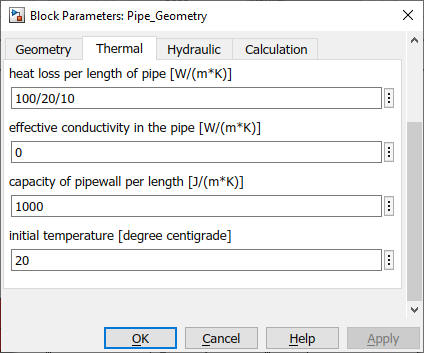 Block Parameters: Pipe_Geometry
Geometry Thermal Hydraulic Calculation
heat loss per length of pipe [W/(m*K)]
100/20/10
effective conductivity in the pipe [W/(m*K)]
0
capacity of pipewall per length [J/(m*K)]
1000
initial temperature [degree centigrade]
20
OK Cancel Help Apply